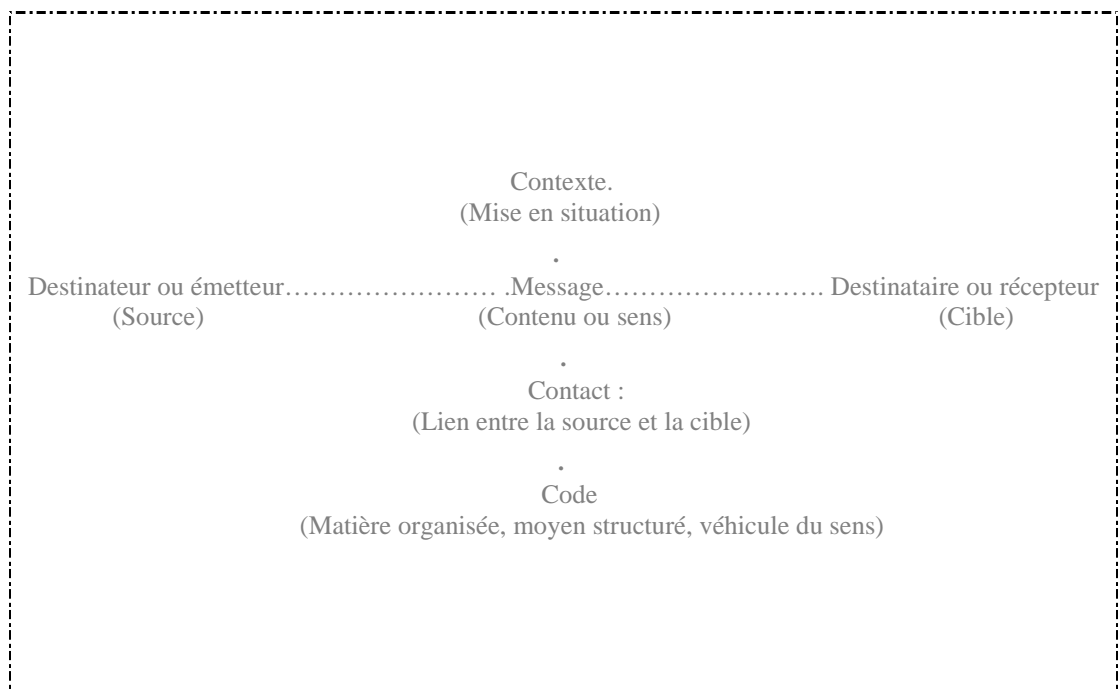 Contexte.
(Mise en situation)
.
Destinateur ou émetteur…………………… .Message……………………. Destinataire ou récepteur
(Source) (Contenu ou sens) (Cible)
.
Contact :
(Lien entre la source et la cible)
.
Code
(Matière organisée, moyen structuré, véhicule du sens)